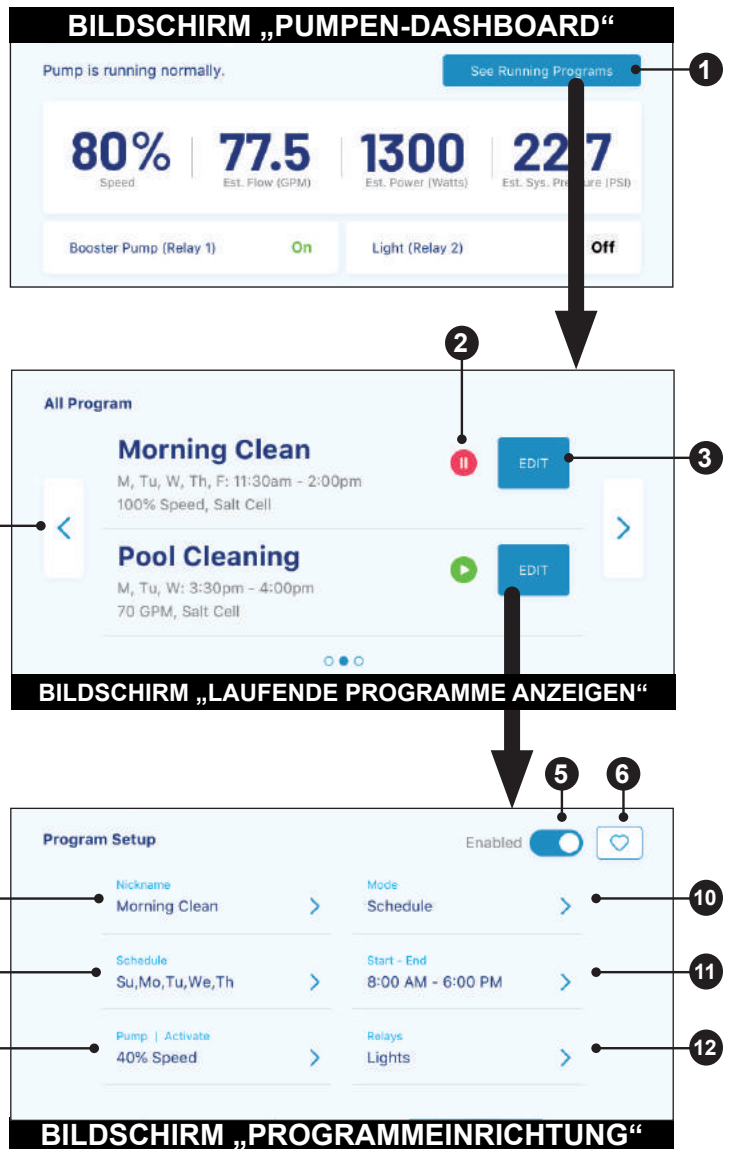 BILDSCHIRM „PUMPEN-DASHBOARD“
Pump is running normally.
See Running Programs
1
80%
77.5
1300
22.7
Speed
Est. Flow (GPM)
Est. Power (Watts)
Est. Sys. Pressure (PSI)
Booster Pump (Relay 1)
On
Light (Relay 2)
Off
2
All Program
Morning Clean
EDIT
3
M, Tu, W, Th, F: 11:30am - 2:00pm
100% Speed, Salt Cell
Pool Cleaning
EDIT
M, Tu, W: 3:30pm - 4:00pm
70 GPM, Salt Cell
BILDSCHIRM „LAUFENDE PROGRAMME ANZEIGEN“
5
6
Program Setup
Enabled
Nickname
Morning Clean
Mode
Schedule
10
Schedule
Su,Mo,Tu,We,Th
Start - End
8:00 AM - 6:00 PM
11
Pump | Activate
40% Speed
Relays
Lights
12
BILDSCHIRM „PROGRAMMEINRICHTUNG“